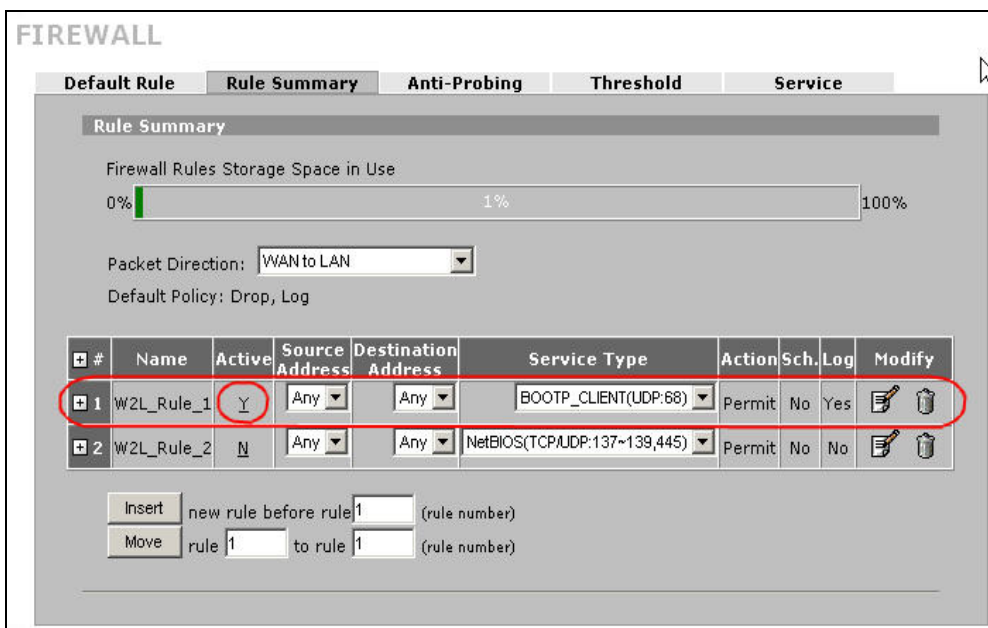 FIREWALL
Default Rule Rule Summary Anti-Probing Threshold Service
Rule Summary
Firewall Rules Storage Space in Use
0% 1% 100%
Packet Direction: WAN to LAN
Default Policy: Drop, Log
# Name Active Source Address Destination Address Service Type Action Sch. Log Modify
1 W2L_Rule_1 Y Any Any BOOTP_CLIENT(UDP:68) Permit No Yes
2 W2L_Rule_2 N Any Any NetBIOS(TCP/UDP:137~139,445) Permit No No
Insert new rule before rule 1 (rule number)
Move rule 1 to rule 1 (rule number)